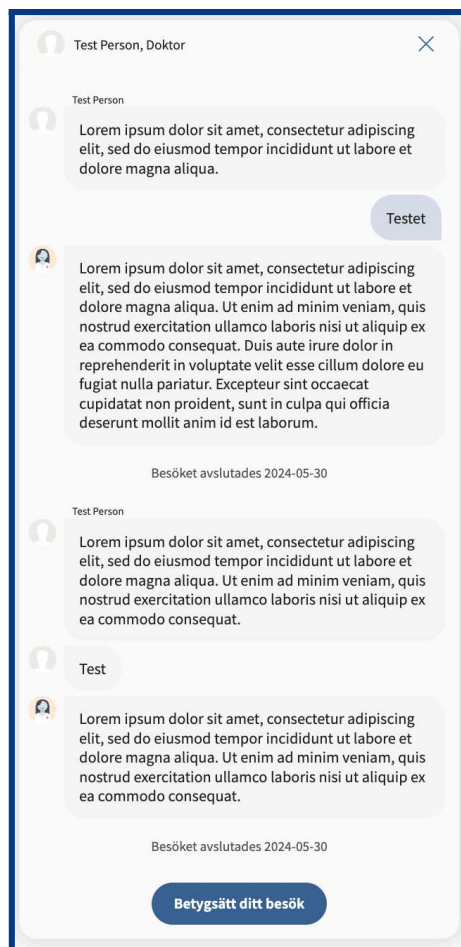 Test Person, Doktor
Test Person
Lorem ipsum dolor sit amet, consectetur adipiscing
elit, sed do eiusmod tempor incididunt ut labore et
dolore magna aliqua.
Testet
Lorem ipsum dolor sit amet, consectetur adipiscing
elit, sed do eiusmod tempor incididunt ut labore et
dolore magna aliqua. Ut enim ad minim veniam, quis
nostrud exercitation ullamco laboris nisi ut aliquip ex
ea commodo consequat. Duis aute irure dolor in
reprehenderit in voluptate velit esse cillum dolore eu
fugiat nulla pariatur. Excepteur sint occaecat
cupidatat non proident, sunt in culpa qui officia
deserunt mollit anim id est laborum.
Besöket avslutades 2024-05-30
Test Person
Lorem ipsum dolor sit amet, consectetur adipiscing
elit, sed do eiusmod tempor incididunt ut labore et
dolore magna aliqua. Ut enim ad minim veniam, quis
nostrud exercitation ullamco laboris nisi ut aliquip ex
ea commodo consequat.
Test
Lorem ipsum dolor sit amet, consectetur adipiscing
elit, sed do eiusmod tempor incididunt ut labore et
dolore magna aliqua. Ut enim ad minim veniam, quis
nostrud exercitation ullamco laboris nisi ut aliquip ex
ea commodo consequat.
Besöket avslutades 2024-05-30
Betygsätt ditt besök